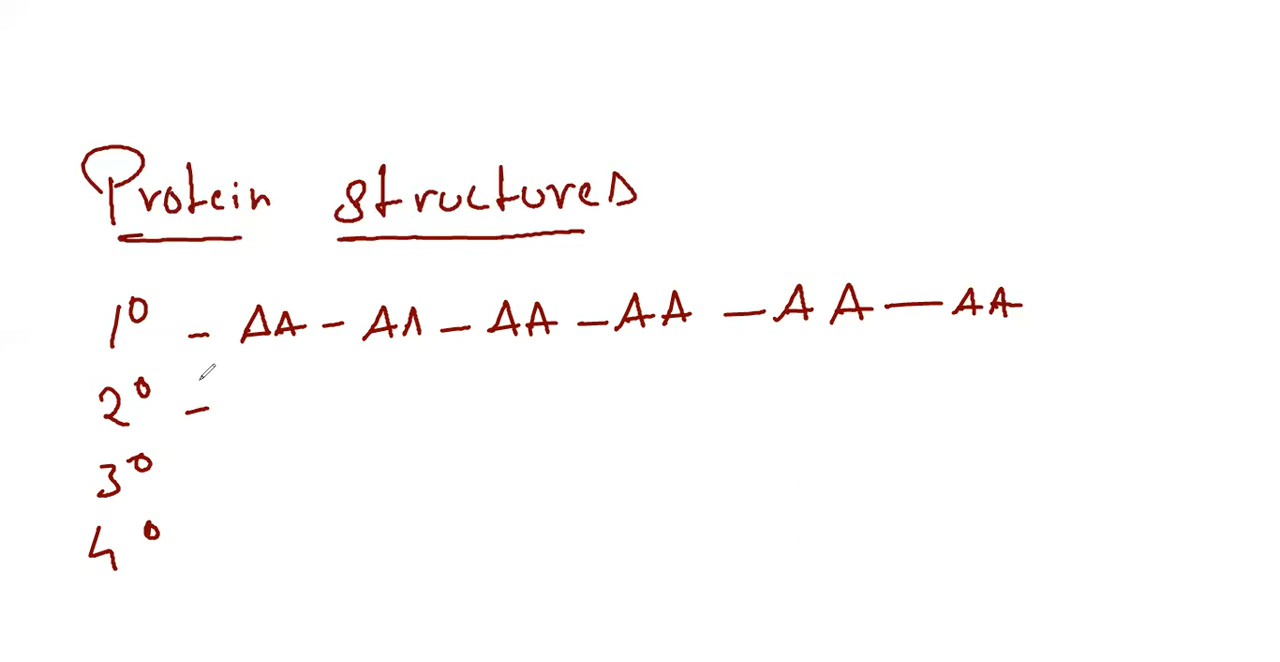 Protein structures
1° - AA - AA - AA - AA - AA - AA
2° -
3°
4°